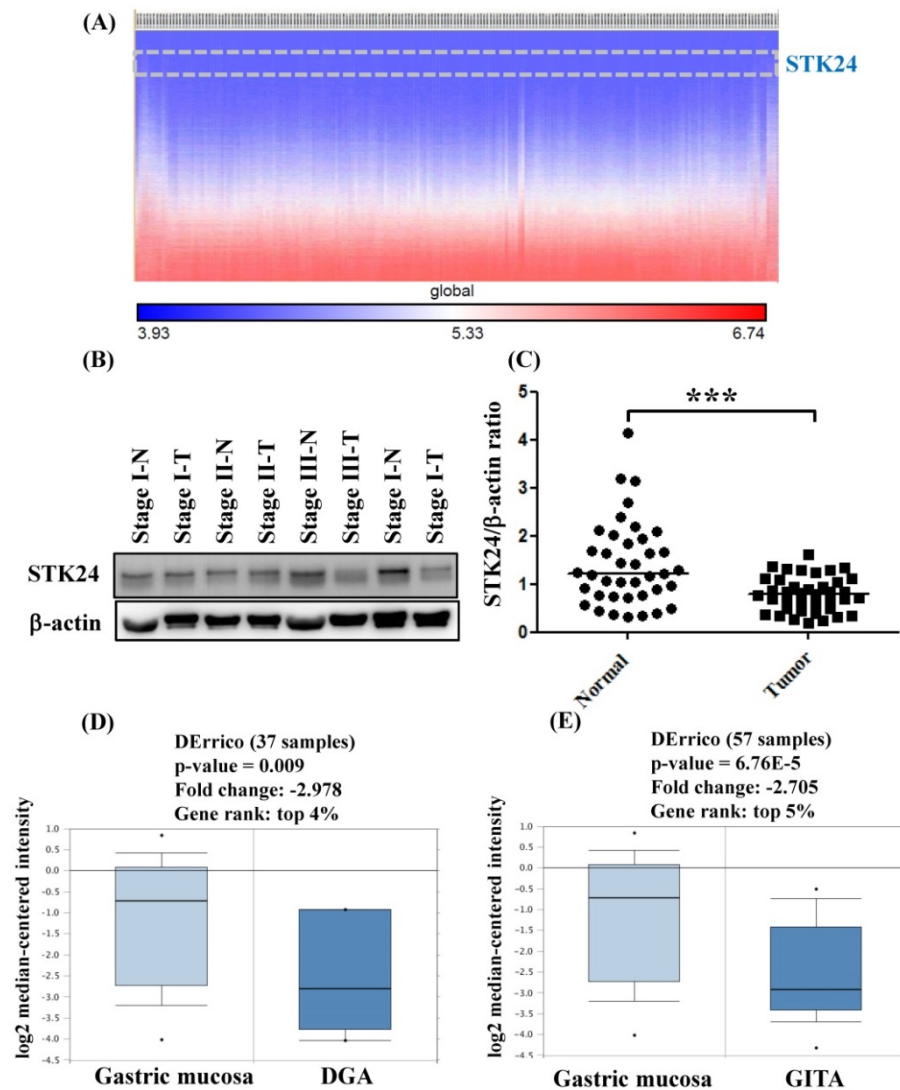 (A)
STK24
global
3.93 5.33 6.74
(B)
Stage I-N
Stage I-T
Stage II-N
Stage II-T
Stage III-N
Stage III-T
Stage I-N
Stage I-T
STK24
β-actin
(C)
***
STK24/β-actin ratio
5
4
3
2
1
0
Normal
Tumor
(D)
DErrico (37 samples)
p-value = 0.009
Fold change: -2.978
Gene rank: top 4%
log2 median-centered intensity
1.0
0.5
0.0
-0.5
-1.0
-1.5
-2.0
-2.5
-3.0
-3.5
-4.0
-4.5
Gastric mucosa DGA
(E)
DErrico (57 samples)
p-value = 6.76E-5
Fold change: -2.705
Gene rank: top 5%
log2 median-centered intensity
1.0
0.5
0.0
-0.5
-1.0
-1.5
-2.0
-2.5
-3.0
-3.5
-4.0
-4.5
Gastric mucosa GITA